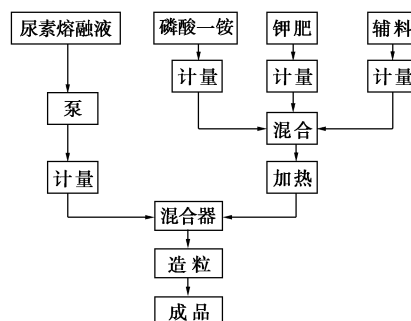 尿素熔融液 磷酸一铵 钾肥 辅料
计量 计量 计量
泵
混合
计量 加热
混合器
造粒
成品